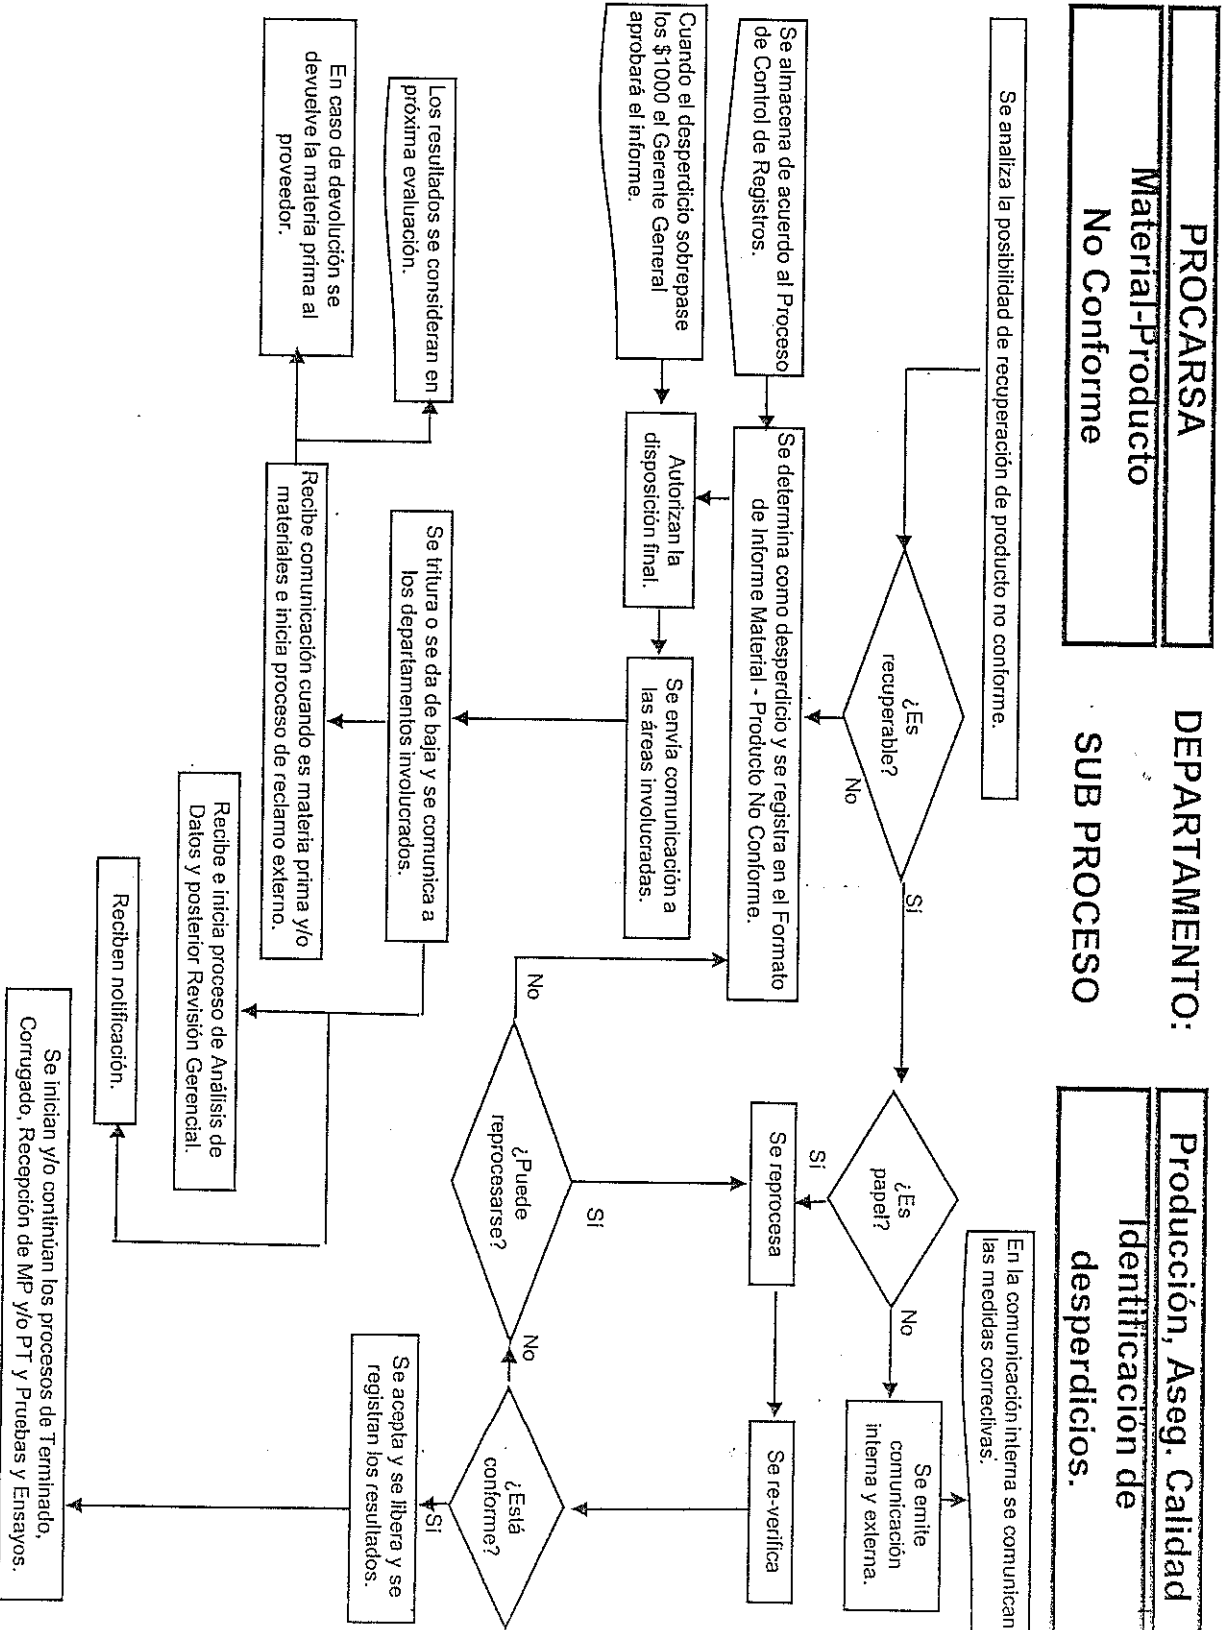 PROCARSA
Material-Producto
No Conforme
DEPARTAMENTO:
SUB PROCESO
Producción, Aseg. Calidad
Identificación de
desperdicios.
Se analiza la posibilidad de recuperación de producto no conforme.
¿Es
recuperable?
No
Sí
¿Es
papel?
Sí
No
En la comunicación interna se comunican
las medidas correctivas.
Se emite
comunicación
interna y externa.
Se almacena de acuerdo al Proceso
de Control de Registros.
Se determina como desperdicio y se registra en el Formato
de Informe Material - Producto No Conforme.
Se reprocesa
Se re-verifica
Cuando el desperdicio sobrepase
los $1000 el Gerente General
aprobará el informe.
Autorizan la
disposición final.
Se envía comunicación a
las áreas involucradas.
No
¿Puede
reprocesarse?
Sí
No
¿Está
conforme?
Sí
Los resultados se consideran en
próxima evaluación.
Se tritura o se da de baja y se comunica a
los departamentos involucrados.
Se acepta y se libera y se
registran los resultados.
En caso de devolución se
devuelve la materia prima al
proveedor.
Recibe comunicación cuando es materia prima y/o
materiales e inicia proceso de reclamo externo.
Recibe e inicia proceso de Análisis de
Datos y posterior Revisión Gerencial.
Reciben notificación.
Se inician y/o continúan los procesos de Terminado,
Corrugado, Recepción de MP y/o PT y Pruebas y Ensayos.